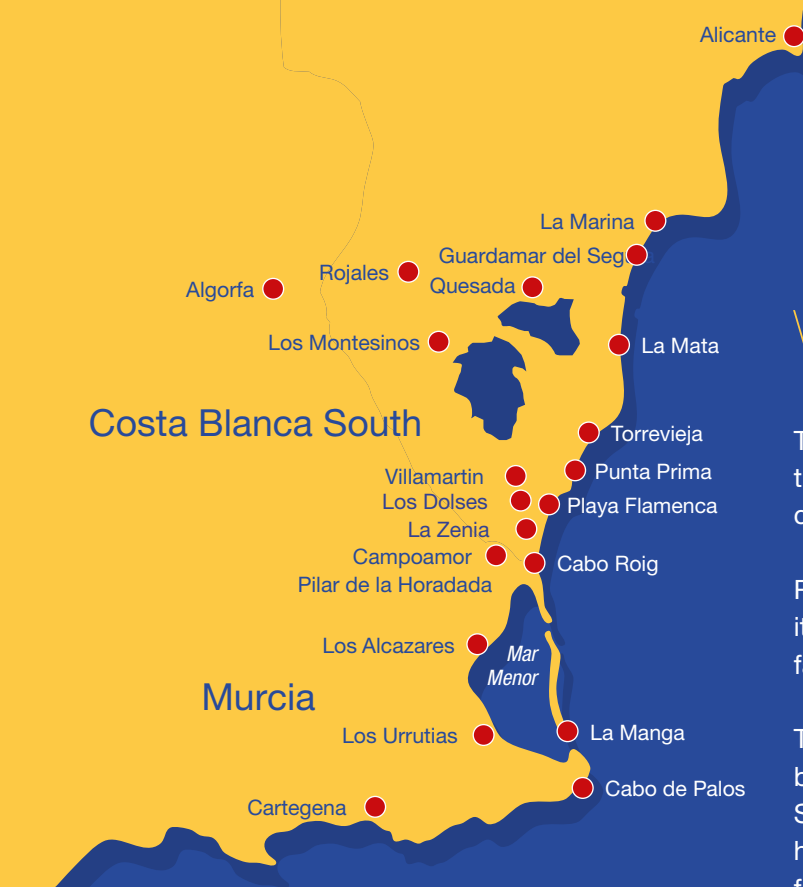 Alicante
La Marina
Guardamar del Seg
Rojales
Quesada
Algorfa
Los Montesinos
La Mata
Costa Blanca South
Torrevieja
Villamartin
Punta Prima
Los Dolses
Playa Flamenca
La Zenia
Campoamor
Cabo Roig
Pilar de la Horadada
Los Alcazares
Mar
Menor
Murcia
Los Urrutias
La Manga
Cabo de Palos
Cartegena